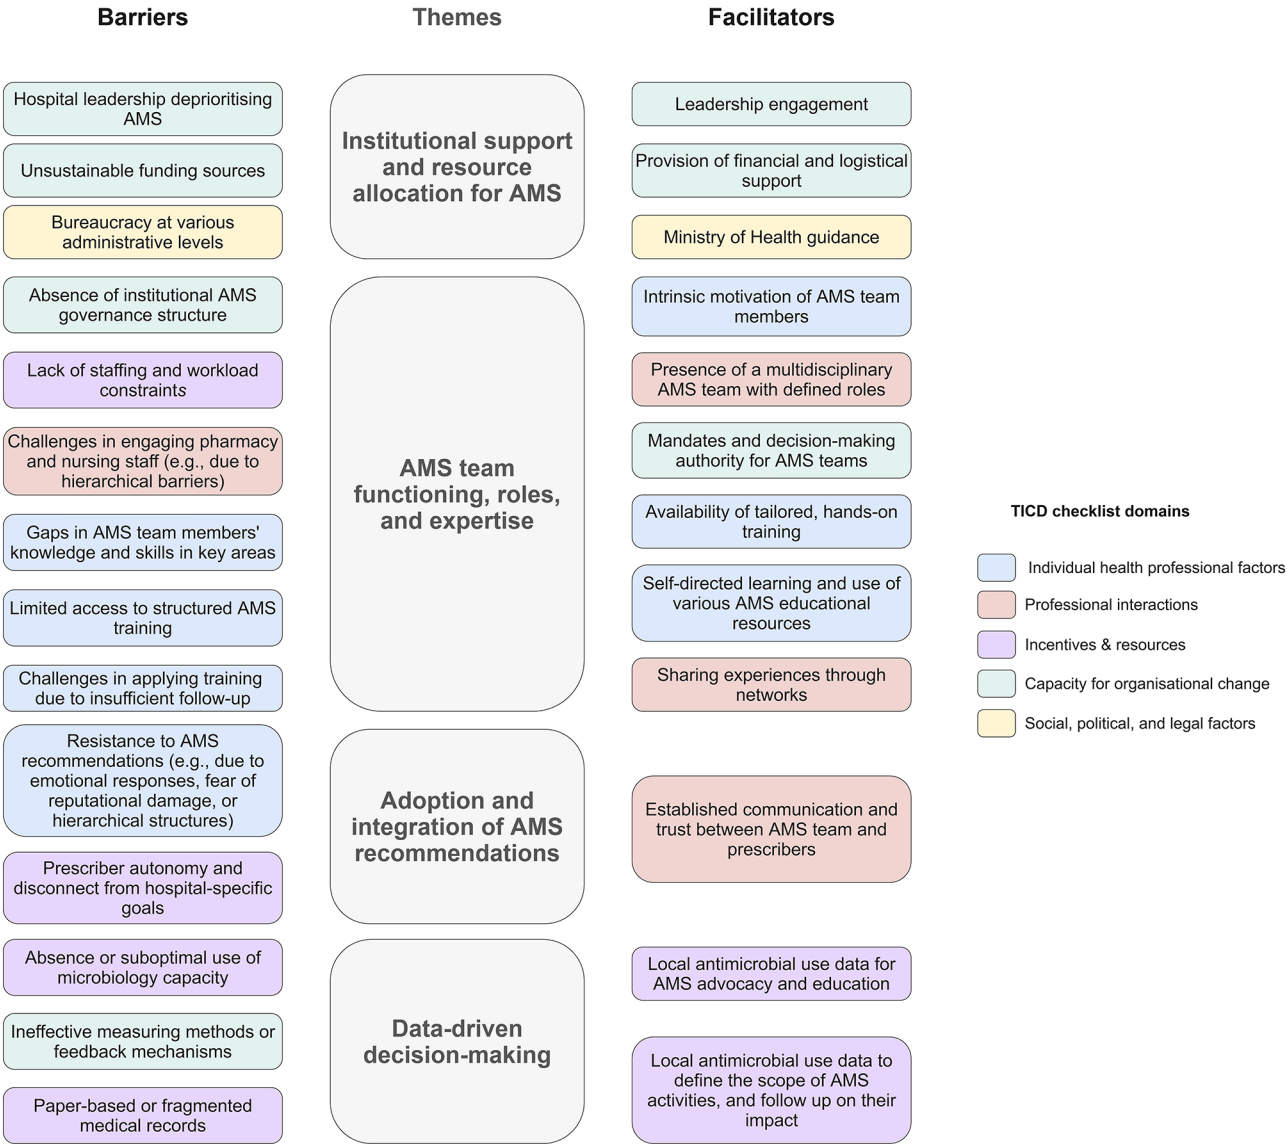 Barriers
Themes
Facilitators
Hospital leadership deprioritising
AMS
Unsustainable funding sources
Bureaucracy at various
administrative levels
Institutional support
and resource
allocation for AMS
Leadership engagement
Provision of financial and logistical
support
Ministry of Health guidance
Absence of institutional AMS
governance structure
Lack of staffing and workload
constraints
Challenges in engaging pharmacy
and nursing staff (e.g., due to
hierarchical barriers)
Gaps in AMS team members'
knowledge and skills in key areas
Limited access to structured AMS
training
Challenges in applying training
due to insufficient follow-up
AMS team
functioning, roles,
and expertise
Intrinsic motivation of AMS team
members
Presence of a multidisciplinary
AMS team with defined roles
Mandates and decision-making
authority for AMS teams
Availability of tailored, hands-on
training
Self-directed learning and use of
various AMS educational
resources
Sharing experiences through
networks
Resistance to AMS
recommendations (e.g., due to
emotional responses, fear of
reputational damage, or
hierarchical structures)
Prescriber autonomy and
disconnect from hospital-specific
goals
Adoption and
integration of AMS
recommendations
Established communication and
trust between AMS team and
prescribers
Absence or suboptimal use of
microbiology capacity
Ineffective measuring methods or
feedback mechanisms
Paper-based or fragmented
medical records
Data-driven
decision-making
Local antimicrobial use data for
AMS advocacy and education
Local antimicrobial use data to
define the scope of AMS
activities, and follow up on their
impact
TICD checklist domains
Individual health professional factors
Professional interactions
Incentives & resources
Capacity for organisational change
Social, political, and legal factors